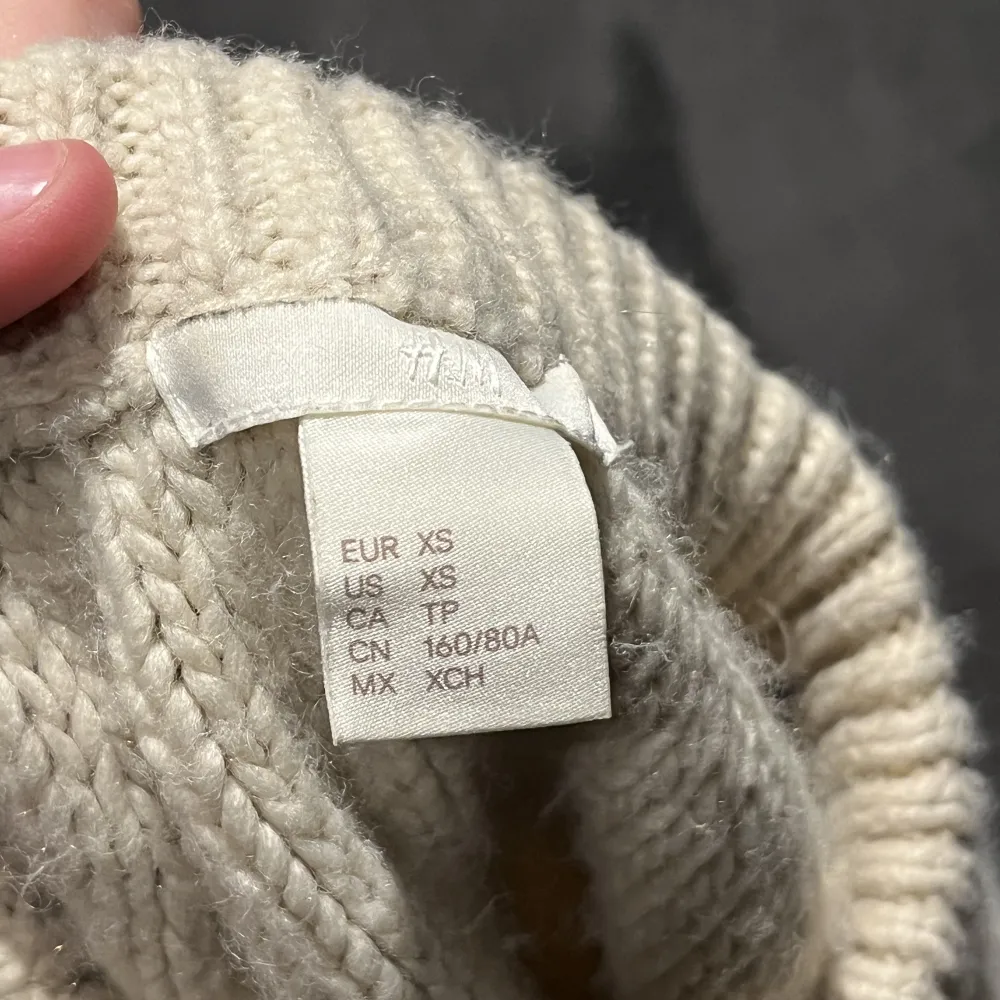 H&M
EUR XS
US XS
CA TP
CN 160/80A
MX XCH